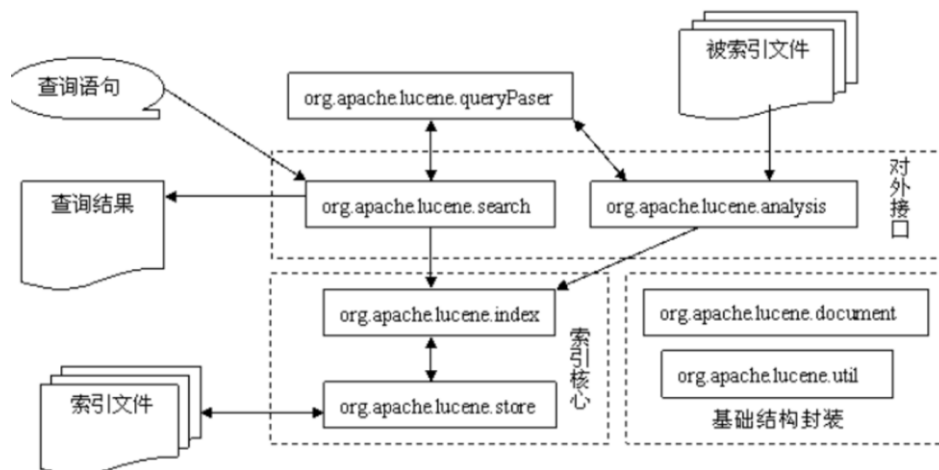 被索引文件
查询语句
org.apache.lucene.queryPaser
对外接口
查询结果
org.apache.lucene.search
org.apache.lucene.analysis
org.apache.lucene.index
索引核心
org.apache.lucene.document
org.apache.lucene.util
索引文件
org.apache.lucene.store
基础结构封装